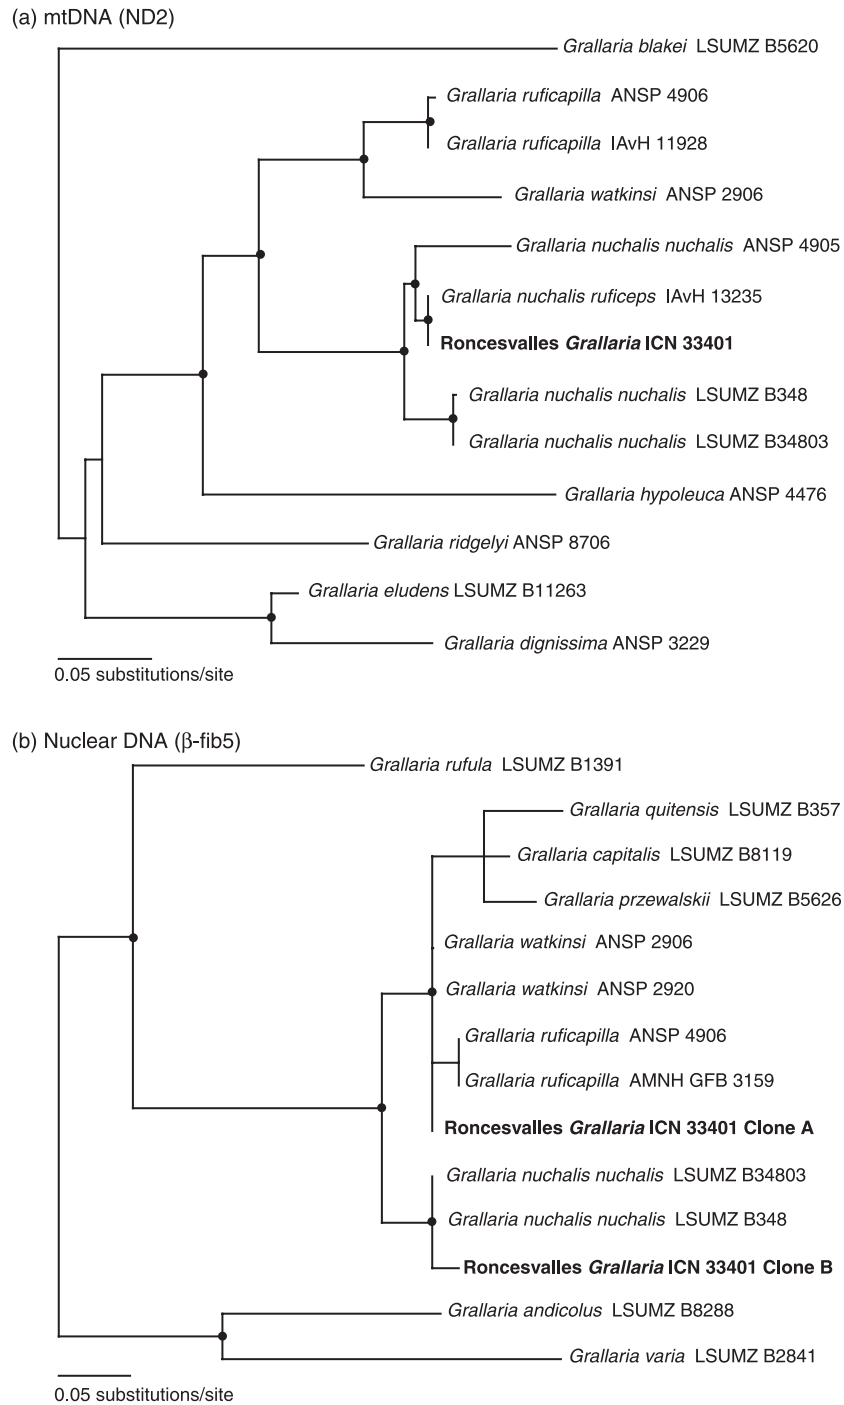 (a) mtDNA (ND2)
Grallaria blakei LSUMZ B5620
Grallaria ruficapilla ANSP 4906
Grallaria ruficapilla IAvH 11928
Grallaria watkinsi ANSP 2906
Grallaria nuchalis nuchalis ANSP 4905
Grallaria nuchalis ruficeps IAvH 13235
Roncesvalles Grallaria ICN 33401
Grallaria nuchalis nuchalis LSUMZ B348
Grallaria nuchalis nuchalis LSUMZ B34803
Grallaria hypoleuca ANSP 4476
Grallaria ridgelyi ANSP 8706
Grallaria eludens LSUMZ B11263
Grallaria dignissima ANSP 3229
0.05 substitutions/site
(b) Nuclear DNA (β-fib5)
Grallaria rufula LSUMZ B1391
Grallaria quitensis LSUMZ B357
Grallaria capitalis LSUMZ B8119
Grallaria przewalskii LSUMZ B5626
Grallaria watkinsi ANSP 2906
Grallaria watkinsi ANSP 2920
Grallaria ruficapilla ANSP 4906
Grallaria ruficapilla AMNH GFB 3159
Roncesvalles Grallaria ICN 33401 Clone A
Grallaria nuchalis nuchalis LSUMZ B34803
Grallaria nuchalis nuchalis LSUMZ B348
Roncesvalles Grallaria ICN 33401 Clone B
Grallaria andicolus LSUMZ B8288
Grallaria varia LSUMZ B2841
0.05 substitutions/site